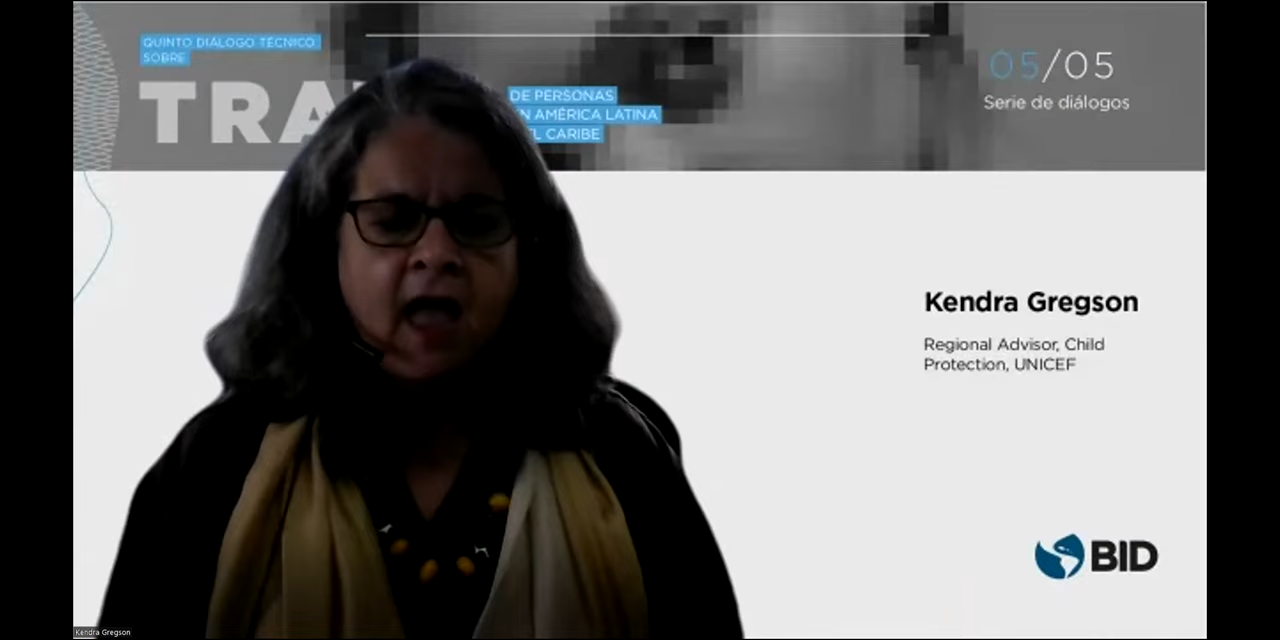 QUINTO DIÁLOGO TÉCNICO
SOBRE
TRA
DE PERSONAS
N AMÉRICA LATINA
L CARIBE
05/05
Serie de diálogos
Kendra Gregson
Regional Advisor, Child
Protection, UNICEF
BID
Kendra Gregson